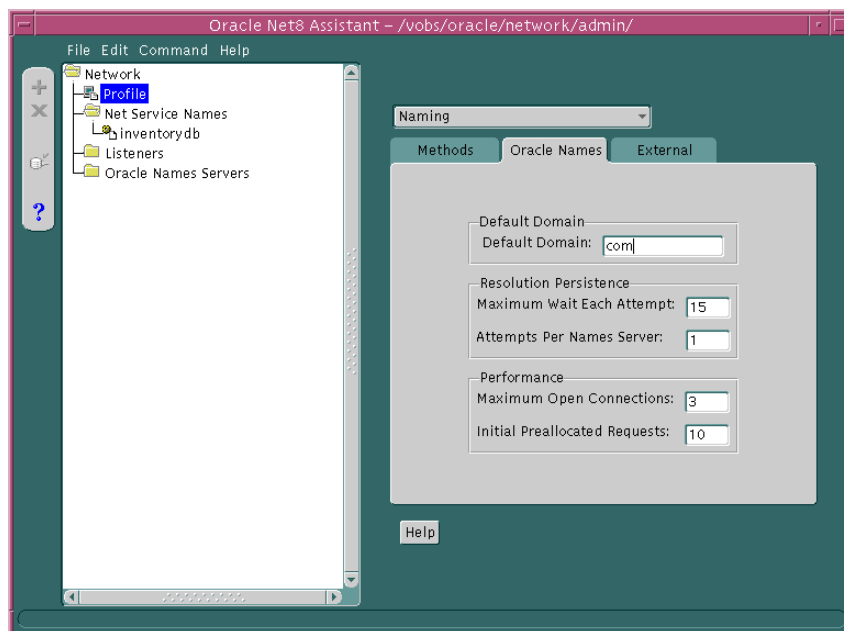 Oracle Net8 Assistant – /vobs/oracle/network/admin/
File Edit Command Help
Network
Profile
Net Service Names
inventorydb
Listeners
Oracle Names Servers
?
Naming
Methods Oracle Names External
Default Domain
Default Domain: com
Resolution Persistence
Maximum Wait Each Attempt: 15
Attempts Per Names Server: 1
Performance
Maximum Open Connections: 3
Initial Preallocated Requests: 10
Help